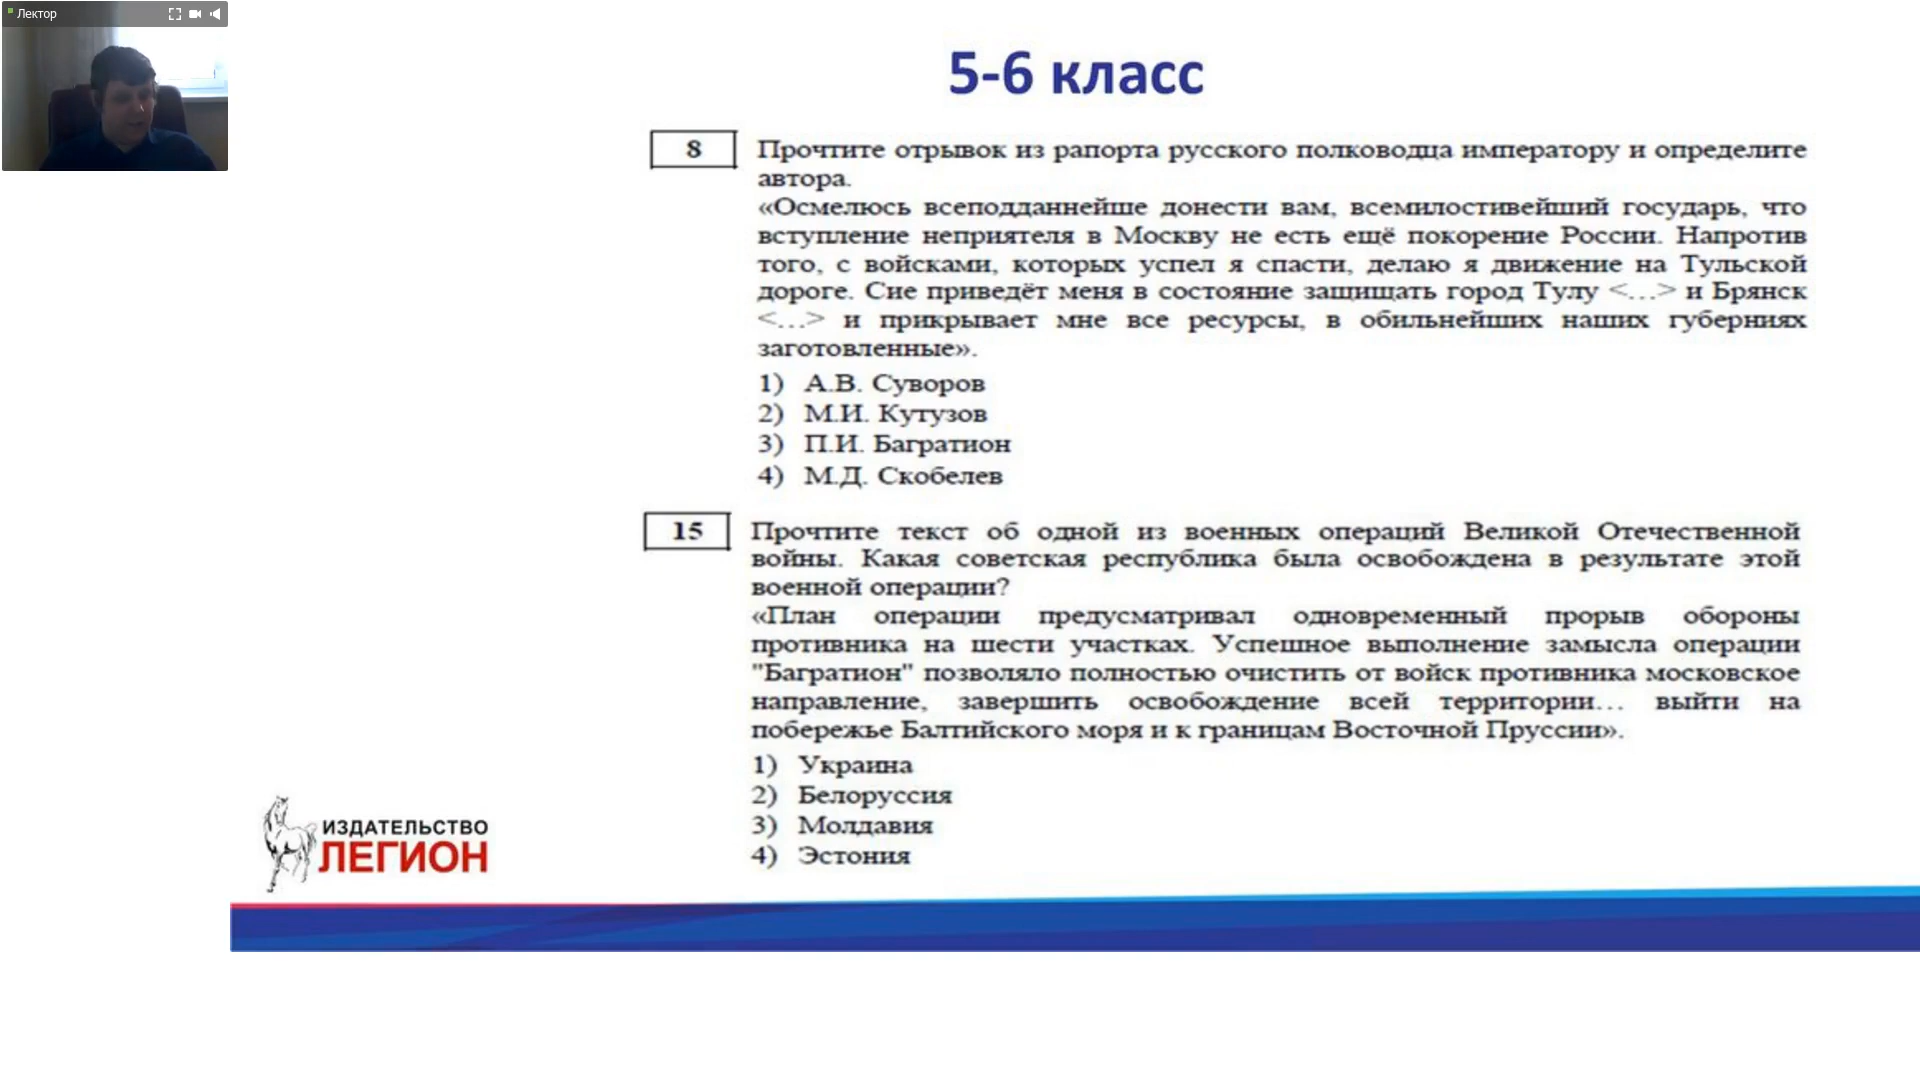 Лектор
5-6 класс
8
Прочтите отрывок из рапорта русского полководца императору и определите
автора.
«Осмелюсь всеподданнейше донести вам, всемилостивейший государь, что
вступление неприятеля в Москву не есть ещё покорение России. Напротив
того, с войсками, которых успел я спасти, делаю я движение на Тульской
дороге. Сие приведёт меня в состояние защищать город Тулу <...> и Брянск
<...> и прикрывает мне все ресурсы, в обильнейших наших губерниях
заготовленные».
1) А.В. Суворов
2) М.И. Кутузов
3) П.И. Багратион
4) М.Д. Скобелев
15
Прочтите текст об одной из военных операций Великой Отечественной
войны. Какая советская республика была освобождена в результате этой
военной операции?
«План операции предусматривал одновременный прорыв обороны
противника на шести участках. Успешное выполнение замысла операции
"Багратион" позволяло полностью очистить от войск противника московское
направление, завершить освобождение всей территории... выйти на
побережье Балтийского моря и к границам Восточной Пруссии».
1) Украина
2) Белоруссия
3) Молдавия
4) Эстония
ИЗДАТЕЛЬСТВО
ЛЕГИОН